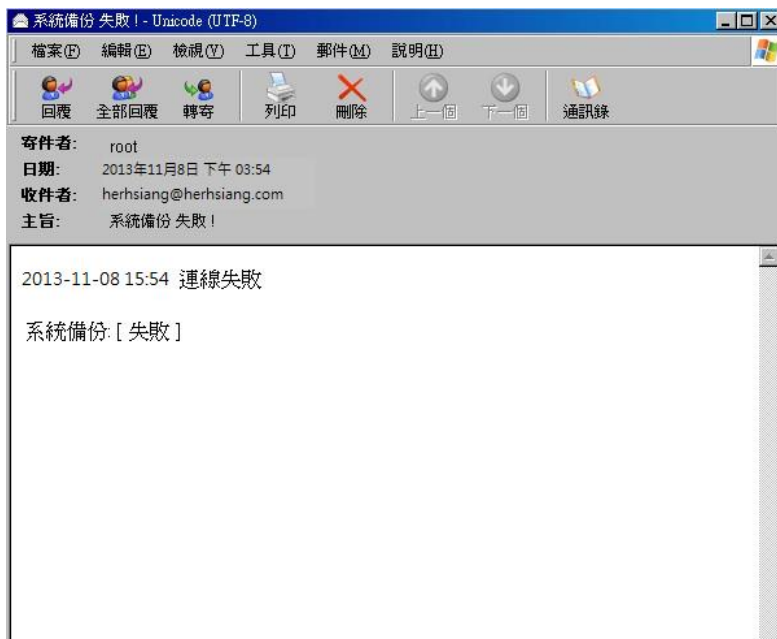 系統備份 失敗 ! - Unicode (UTF-8)
檔案(F) 編輯(E) 檢視(V) 工具(T) 郵件(M) 說明(H)
回覆 全部回覆 轉寄 列印 刪除 上一個 下一個 通訊錄
寄件者: root
日期: 2013年11月8日 下午 03:54
收件者: herhsiang@herhsiang.com
主旨: 系統備份 失敗 !
2013-11-08 15:54 連線失敗
系統備份: [ 失敗 ]